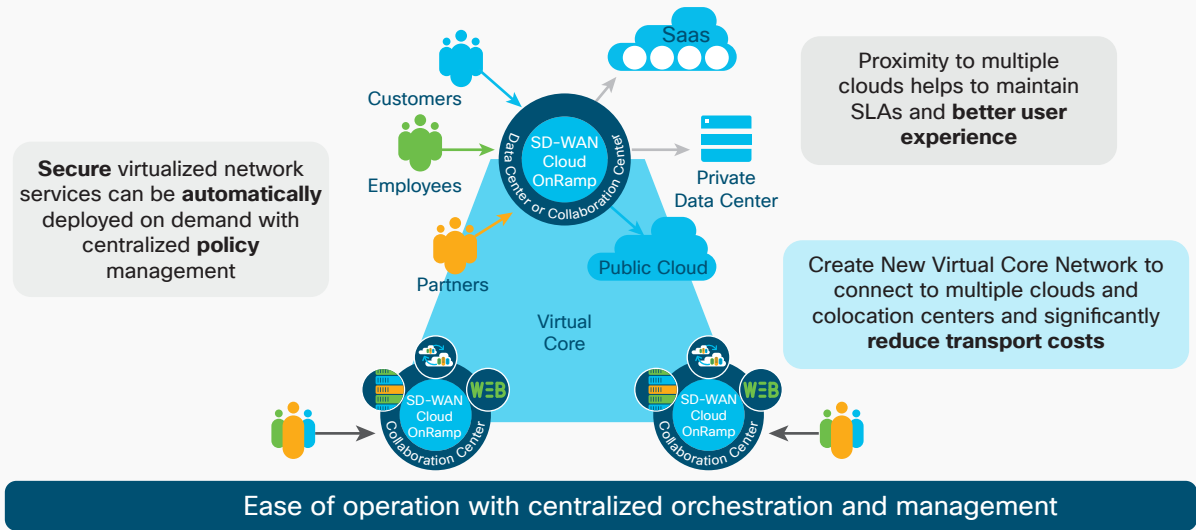 Saas
Customers
Proximity to multiple
clouds helps to maintain
SLAs and better user
experience
Data Center or Collaboration Center
SD-WAN
Cloud
OnRamp
Employees
Private
Data Center
Secure virtualized network
services can be automatically
deployed on demand with
centralized policy
management
Partners
Public Cloud
Create New Virtual Core Network to
connect to multiple clouds and
colocation centers and significantly
reduce transport costs
Virtual
Core
WEB
SD-WAN
Cloud
OnRamp
Collaboration Center
WEB
SD-WAN
Cloud
OnRamp
Collaboration Center
Ease of operation with centralized orchestration and management